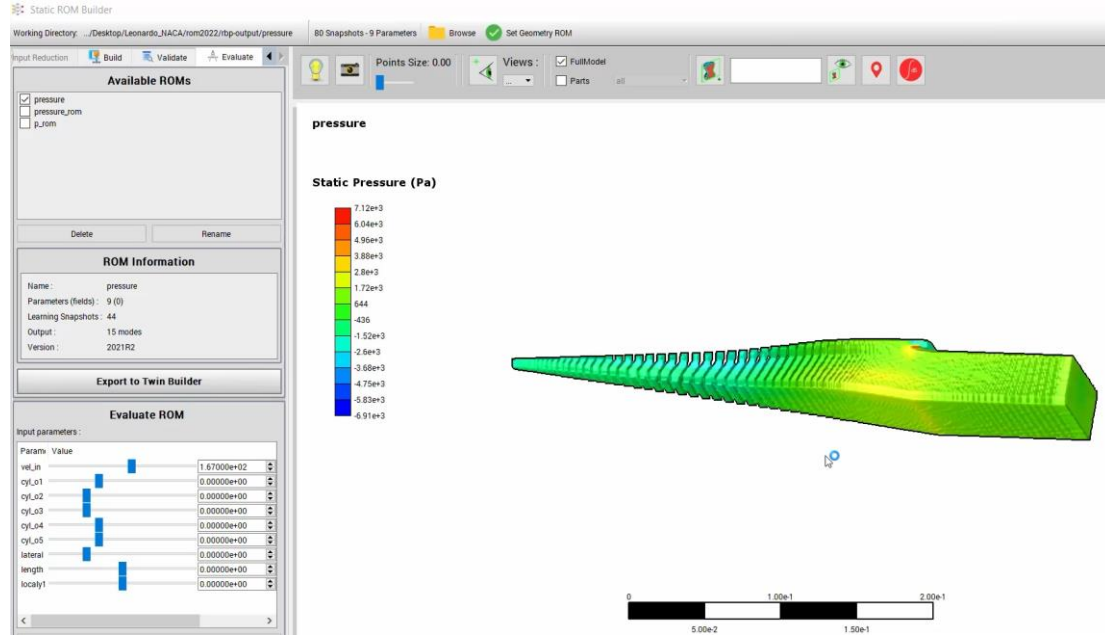 Static ROM Builder
Working Directory: .../Desktop/Leonardo_NACA/rom2022/rbp-output/pressure
80 Snapshots - 9 Parameters
Browse
Set Geometry ROM
Input Reduction
Build
Validate
Evaluate
Points Size: 0.00
Views :
...
FullModel
Parts
all
Available ROMs
pressure
pressure_rom
p_rom
Delete
Rename
ROM Information
Name : pressure
Parameters (fields) : 9 (0)
Learning Snapshots : 44
Output : 15 modes
Version : 2021R2
Export to Twin Builder
Evaluate ROM
Input parameters :
Param Value
vel_in 1.67000e+02
cyl_o1 0.00000e+00
cyl_o2 0.00000e+00
cyl_o3 0.00000e+00
cyl_o4 0.00000e+00
cyl_o5 0.00000e+00
lateral 0.00000e+00
length 0.00000e+00
localy1 0.00000e+00
pressure
Static Pressure (Pa)
7.12e+3
6.04e+3
4.96e+3
3.88e+3
2.8e+3
1.72e+3
644
-436
-1.52e+3
-2.6e+3
-3.68e+3
-4.75e+3
-5.83e+3
-6.91e+3
0 1.00e-1 2.00e-1
5.00e-2 1.50e-1